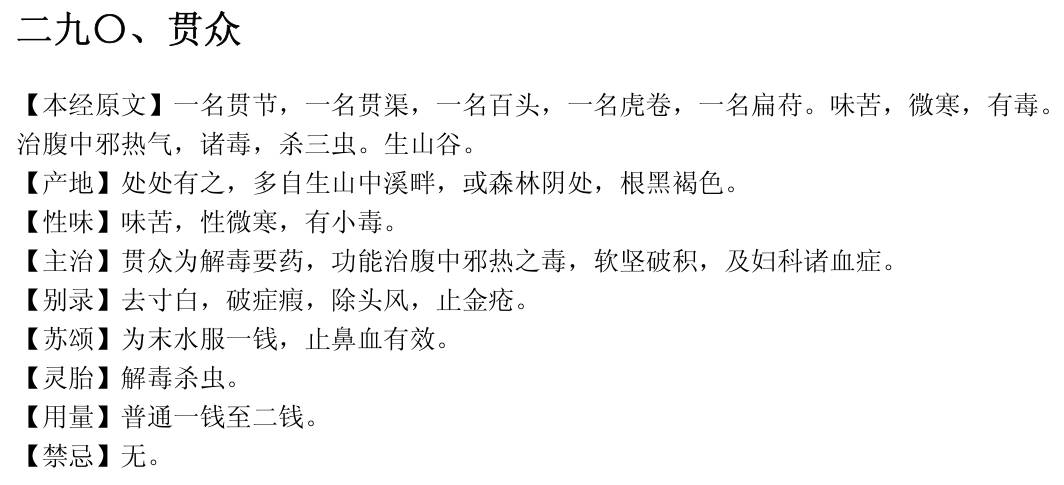 二九〇、贯众
【本经原文】一名贯节，一名贯渠，一名百头，一名虎卷，一名扁苻。味苦，微寒，有毒。
治腹中邪热气，诸毒，杀三虫。生山谷。
【产地】处处有之，多自生山中溪畔，或森林阴处，根黑褐色。
【性味】味苦，性微寒，有小毒。
【主治】贯众为解毒要药，功能治腹中邪热之毒，软坚破积，及妇科诸血症。
【别录】去寸白，破症瘕，除头风，止金疮。
【苏颂】为末水服一钱，止鼻血有效。
【灵胎】解毒杀虫。
【用量】普通一钱至二钱。
【禁忌】无。